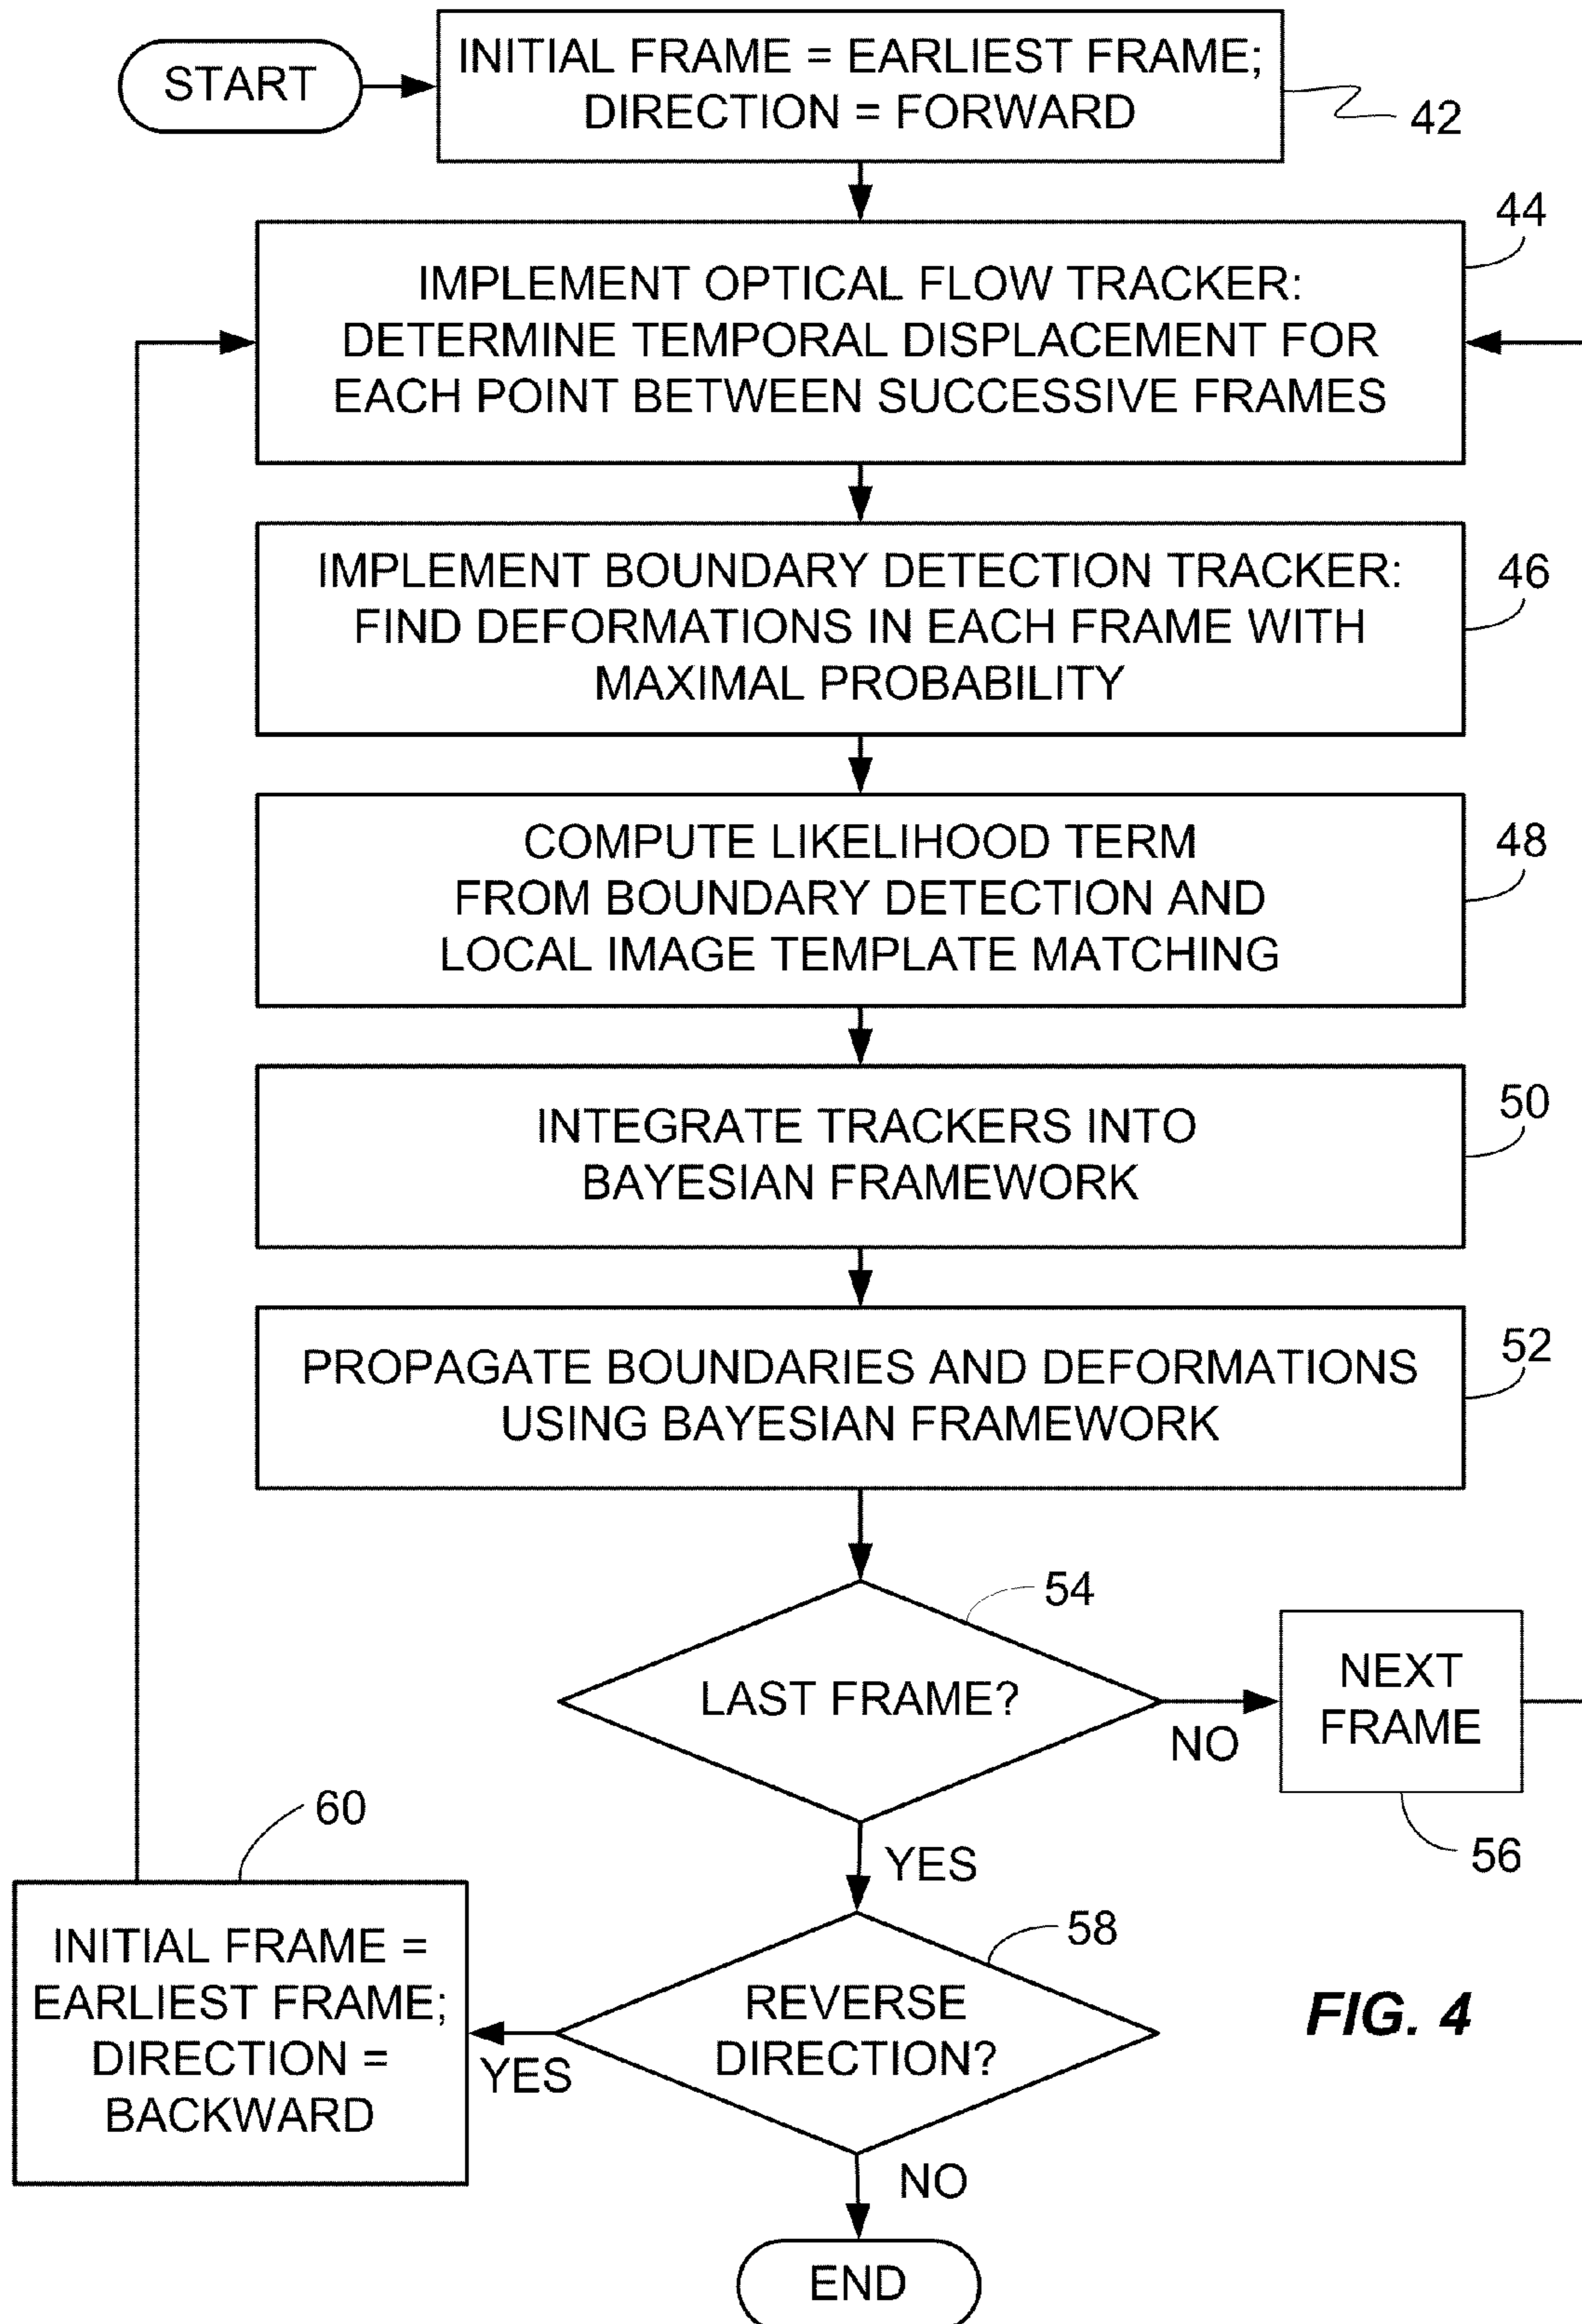 START
INITIAL FRAME = EARLIEST FRAME;
DIRECTION = FORWARD
42
44
IMPLEMENT OPTICAL FLOW TRACKER:
DETERMINE TEMPORAL DISPLACEMENT FOR
EACH POINT BETWEEN SUCCESSIVE FRAMES
46
IMPLEMENT BOUNDARY DETECTION TRACKER:
FIND DEFORMATIONS IN EACH FRAME WITH
MAXIMAL PROBABILITY
48
COMPUTE LIKELIHOOD TERM
FROM BOUNDARY DETECTION AND
LOCAL IMAGE TEMPLATE MATCHING
50
INTEGRATE TRACKERS INTO
BAYESIAN FRAMEWORK
52
PROPAGATE BOUNDARIES AND DEFORMATIONS
USING BAYESIAN FRAMEWORK
54
LAST FRAME?
NO
NEXT
FRAME
56
YES
58
REVERSE
DIRECTION?
YES
60
INITIAL FRAME =
EARLIEST FRAME;
DIRECTION =
BACKWARD
NO
END
FIG. 4